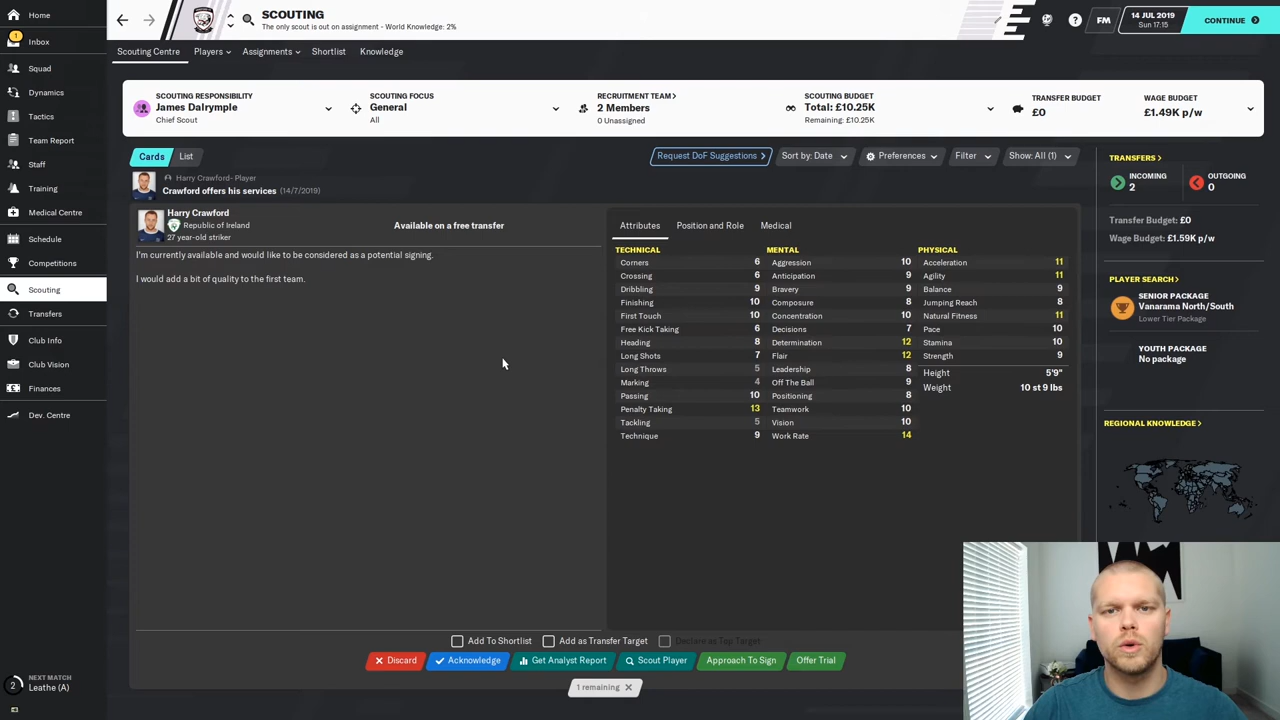 Home
Inbox
1
Squad
Dynamics
Tactics
Team Report
Staff
Training
Medical Centre
Schedule
Competitions
Scouting
Transfers
Club Info
Club Vision
Finances
Dev. Centre
NEXT MATCH
2
Leathe (A)
SCOUTING
The only scout is out on assignment - World Knowledge: 2%
?
FM
14 JUL 2019
Sun 17:15
CONTINUE
Scouting Centre
Players
Assignments
Shortlist
Knowledge
SCOUTING RESPONSIBILITY
James Dalrymple
Chief Scout
SCOUTING FOCUS
General
All
RECRUITMENT TEAM >
2 Members
0 Unassigned
SCOUTING BUDGET
Total: £10.25K
Remaining: £10.25K
TRANSFER BUDGET
£0
WAGE BUDGET
£1.49K p/w
Cards
List
Request DoF Suggestions >
Sort by: Date
Preferences
Filter
Show: All (1)
Harry Crawford- Player
Crawford offers his services (14/7/2019)
Harry Crawford
Republic of Ireland
27 year-old striker
Available on a free transfer
I'm currently available and would like to be considered as a potential signing.
I would add a bit of quality to the first team.
Attributes
Position and Role
Medical
TECHNICAL
Corners 6
Crossing 6
Dribbling 9
Finishing 10
First Touch 10
Free Kick Taking 6
Heading 8
Long Shots 7
Long Throws 5
Marking 4
Passing 10
Penalty Taking 13
Tackling 5
Technique 9
MENTAL
Aggression 10
Anticipation 9
Bravery 9
Composure 8
Concentration 10
Decisions 7
Determination 12
Flair 12
Leadership 8
Off The Ball 9
Positioning 8
Teamwork 10
Vision 10
Work Rate 14
PHYSICAL
Acceleration 11
Agility 11
Balance 9
Jumping Reach 8
Natural Fitness 11
Pace 10
Stamina 10
Strength 9
Height 5'9"
Weight 10 st 9 lbs
Add To Shortlist
Add as Transfer Target
Declare as Top Target
Discard
Acknowledge
Get Analyst Report
Scout Player
Approach To Sign
Offer Trial
1 remaining
TRANSFERS >
INCOMING
2
OUTGOING
0
Transfer Budget: £0
Wage Budget: £1.59K p/w
PLAYER SEARCH >
SENIOR PACKAGE
Vanarama North/South
Lower Tier Package
YOUTH PACKAGE
No package
REGIONAL KNOWLEDGE >